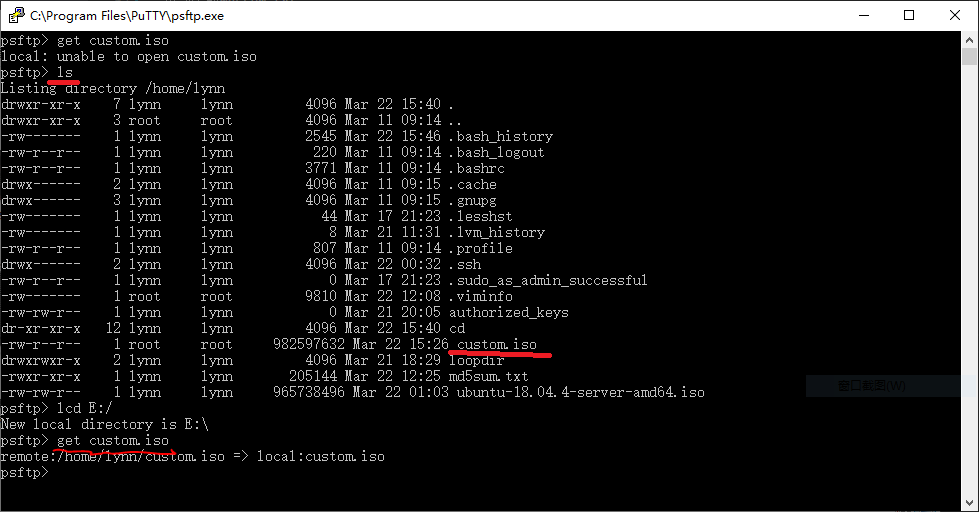 C:\Program Files\PuTTY\psftp.exe
psftp> get custom.iso
local: unable to open custom.iso
psftp> ls
Listing directory /home/lynn
drwxr-xr-x 7 lynn lynn 4096 Mar 22 15:40 .
drwxr-xr-x 3 root root 4096 Mar 11 09:14 ..
-rw------- 1 lynn lynn 2545 Mar 22 15:46 .bash_history
-rw-r--r-- 1 lynn lynn 220 Mar 11 09:14 .bash_logout
-rw-r--r-- 1 lynn lynn 3771 Mar 11 09:14 .bashrc
drwx------ 2 lynn lynn 4096 Mar 11 09:15 .cache
drwx------ 3 lynn lynn 4096 Mar 11 09:15 .gnupg
-rw------- 1 lynn lynn 44 Mar 17 21:23 .lesshst
-rw------- 1 lynn lynn 8 Mar 21 11:31 .lvm_history
-rw-r--r-- 1 lynn lynn 807 Mar 11 09:14 .profile
drwx------ 2 lynn lynn 4096 Mar 22 00:32 .ssh
-rw-r--r-- 1 lynn lynn 0 Mar 17 21:23 .sudo_as_admin_successful
-rw------- 1 root root 9810 Mar 22 12:08 .viminfo
-rw-rw-r-- 1 lynn lynn 0 Mar 21 20:05 authorized_keys
dr-xr-xr-x 12 lynn lynn 4096 Mar 22 15:40 cd
-rw-r--r-- 1 root root 982597632 Mar 22 15:26 custom.iso
drwxrwxr-x 2 lynn lynn 4096 Mar 21 18:29 loopdir
-rw-rw-r-- 1 lynn lynn 205144 Mar 22 12:25 md5sum.txt
-rw-rw-r-- 1 lynn lynn 965738496 Mar 22 01:03 ubuntu-18.04.4-server-amd64.iso
窗口截图(W)
psftp> lcd E:/
New local directory is E:\
psftp> get custom.iso
remote:/home/lynn/custom.iso => local:custom.iso
psftp>